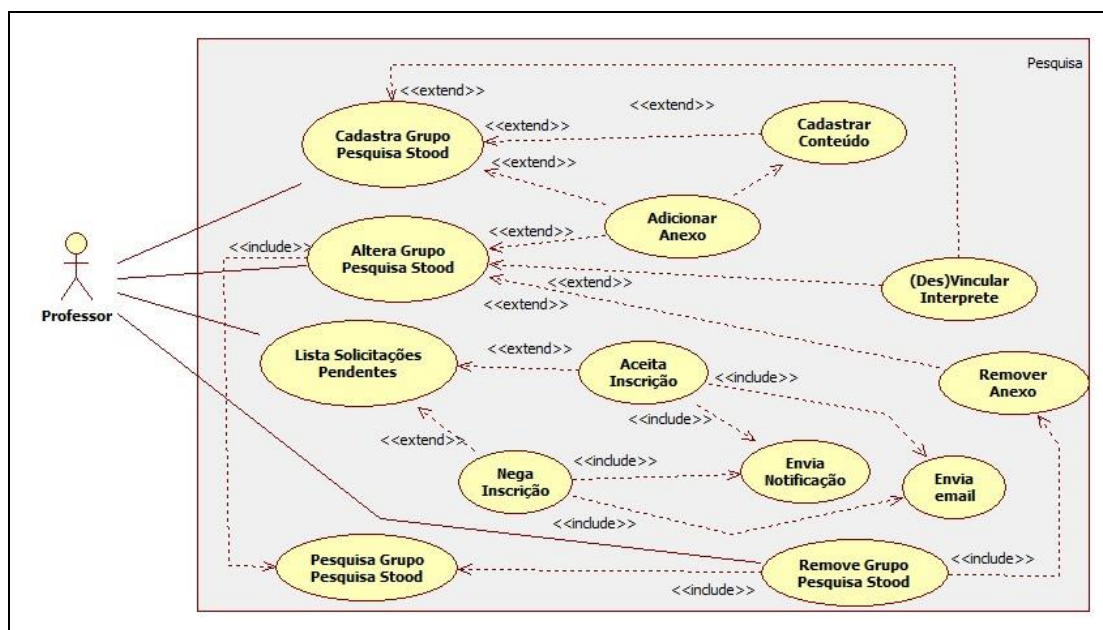 Pesquisa
<<extend>>
<<extend>>
Cadastra Grupo
Pesquisa Stood
<<extend>>
Cadastrar
Conteúdo
<<extend>>
Adicionar
Anexo
<<include>>
Altera Grupo
Pesquisa Stood
<<extend>>
(Des)Vincular
Interprete
<<extend>>
<<extend>>
Professor
Lista Solicitações
Pendentes
<<extend>>
Aceita
Inscrição
<<include>>
Remover
Anexo
<<include>>
<<extend>>
Nega
Inscrição
<<include>>
Envia
Notificação
Envia
email
<<include>>
Pesquisa Grupo
Pesquisa Stood
<<include>>
Remove Grupo
Pesquisa Stood
<<include>>